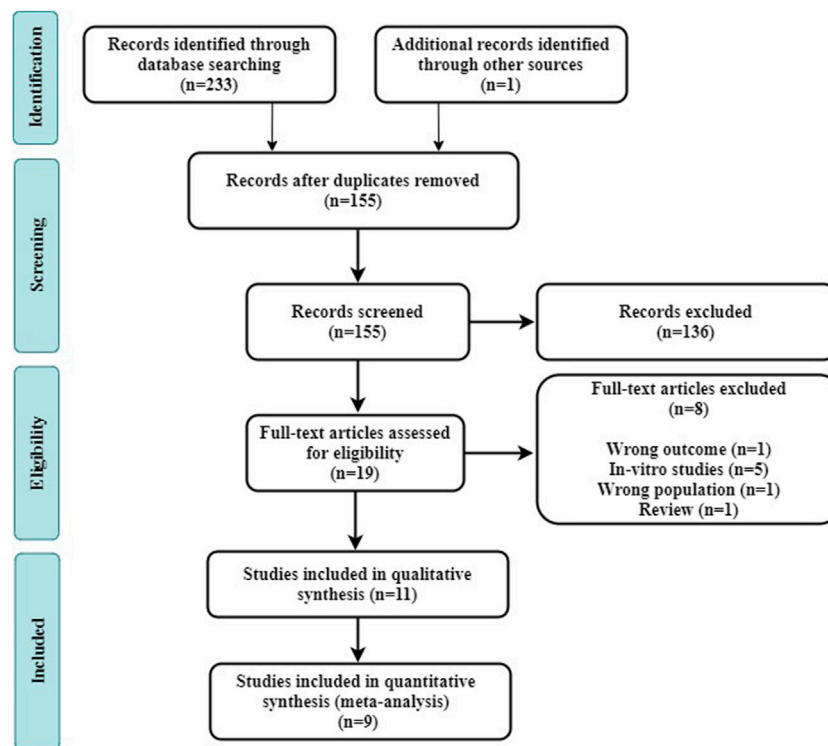 Identification
Records identified through
database searching
(n=233)
Additional records identified
through other sources
(n=1)
Screening
Records after duplicates removed
(n=155)
Records screened
(n=155)
Records excluded
(n=136)
Eligibility
Full-text articles assessed
for eligibility
(n=19)
Full-text articles excluded
(n=8)
Wrong outcome (n=1)
In-vitro studies (n=5)
Wrong population (n=1)
Review (n=1)
Included
Studies included in qualitative
synthesis (n=11)
Studies included in quantitative
synthesis (meta-analysis)
(n=9)